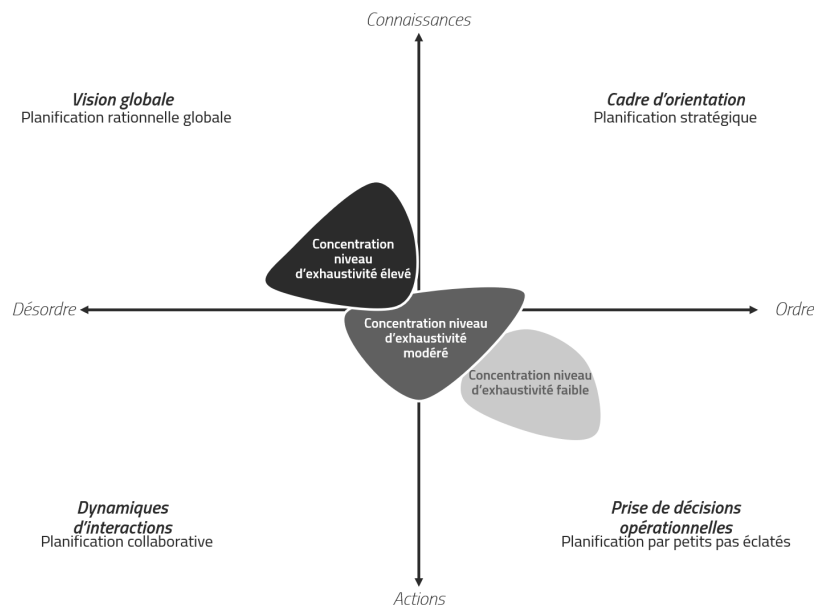 Connaissances
Vision globale
Planification rationnelle globale
Cadre d'orientation
Planification stratégique
Concentration
niveau
d'exhaustivité élevé
Désordre
Ordre
Concentration niveau
d'exhaustivité
modéré
Concentration niveau
d'exhaustivité faible
Dynamiques
d'interactions
Planification collaborative
Prise de décisions
opérationnelles
Planification par petits pas éclatés
Actions